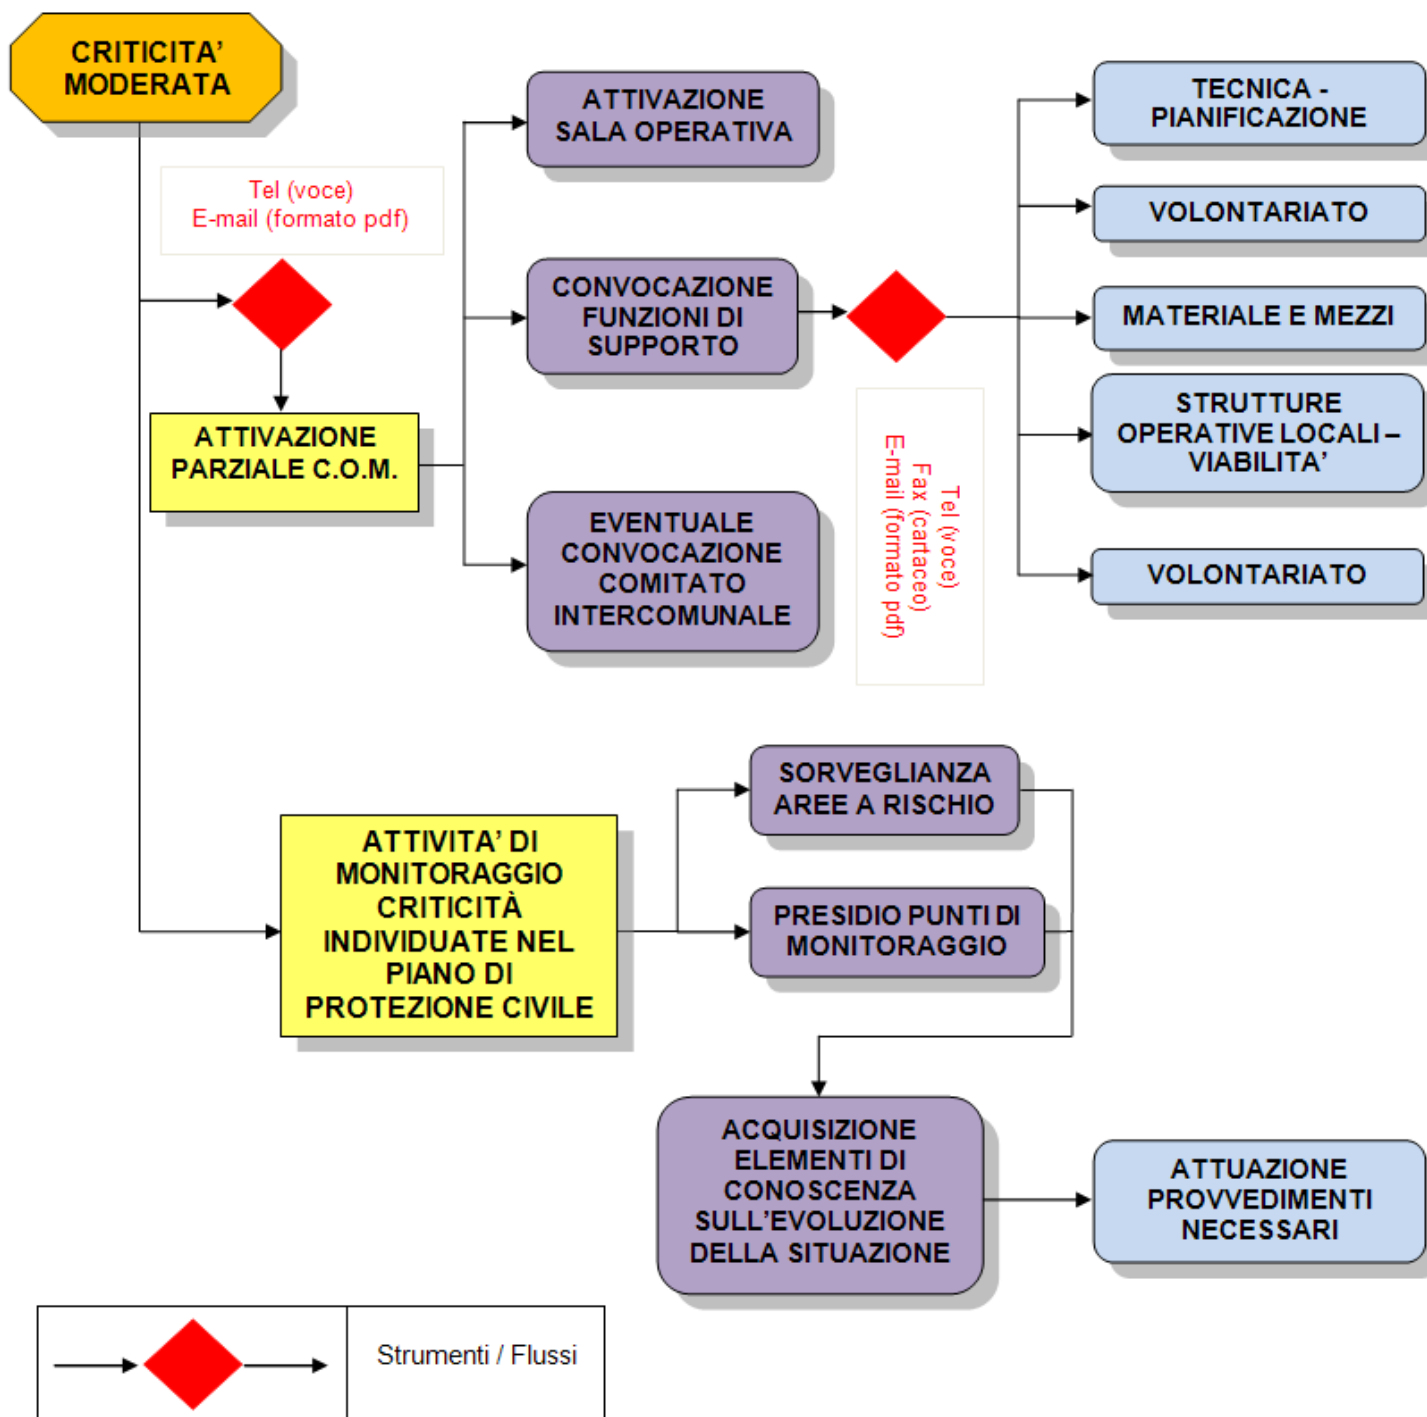 CRITICITA’
MODERATA
Tel (voce)
E-mail (formato pdf)
ATTIVAZIONE
PARZIALE C.O.M.
ATTIVAZIONE
SALA OPERATIVA
CONVOCAZIONE
FUNZIONI DI
SUPPORTO
EVENTUALE
CONVOCAZIONE
COMITATO
INTERCOMUNALE
Tel (voce)
Fax (cartaceo)
E-mail (formato pdf)
TECNICA -
PIANIFICAZIONE
VOLONTARIATO
MATERIALE E MEZZI
STRUTTURE
OPERATIVE LOCALI –
VIABILITA’
VOLONTARIATO
ATTIVITA’ DI
MONITORAGGIO
CRITICITÀ
INDIVIDUATE NEL
PIANO DI
PROTEZIONE CIVILE
SORVEGLIANZA
AREE A RISCHIO
PRESIDIO PUNTI DI
MONITORAGGIO
ACQUISIZIONE
ELEMENTI DI
CONOSCENZA
SULL’EVOLUZIONE
DELLA SITUAZIONE
ATTUAZIONE
PROVVEDIMENTI
NECESSARI
Strumenti / Flussi